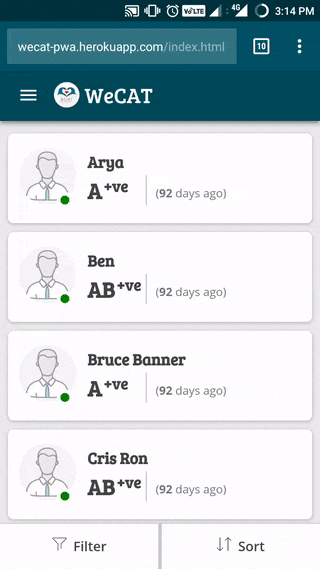 VoLTE 4G 3:14 PM
wecat-pwa.herokuapp.com/index.html 10
WeCAT
Arya
A+ve (92 days ago)
Ben
AB+ve (92 days ago)
Bruce Banner
A+ve (92 days ago)
Cris Ron
AB+ve (92 days ago)
Filter Sort